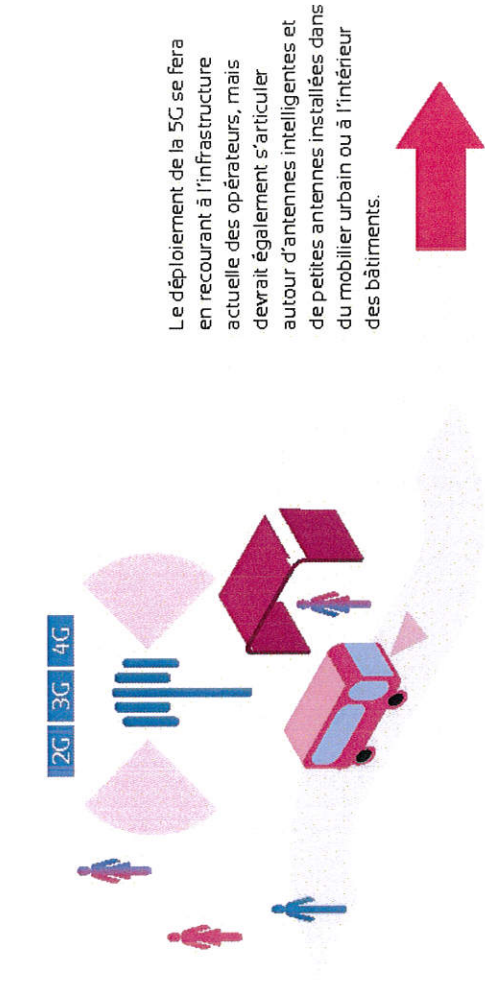 2G 3G 4G
Le déploiement de la 5G se fera
en recourant à l'infrastructure
actuelle des opérateurs, mais
devrait également s'articuler
autour d'antennes intelligentes et
de petites antennes installées dans
du mobilier urbain ou à l'intérieur
des bâtiments.